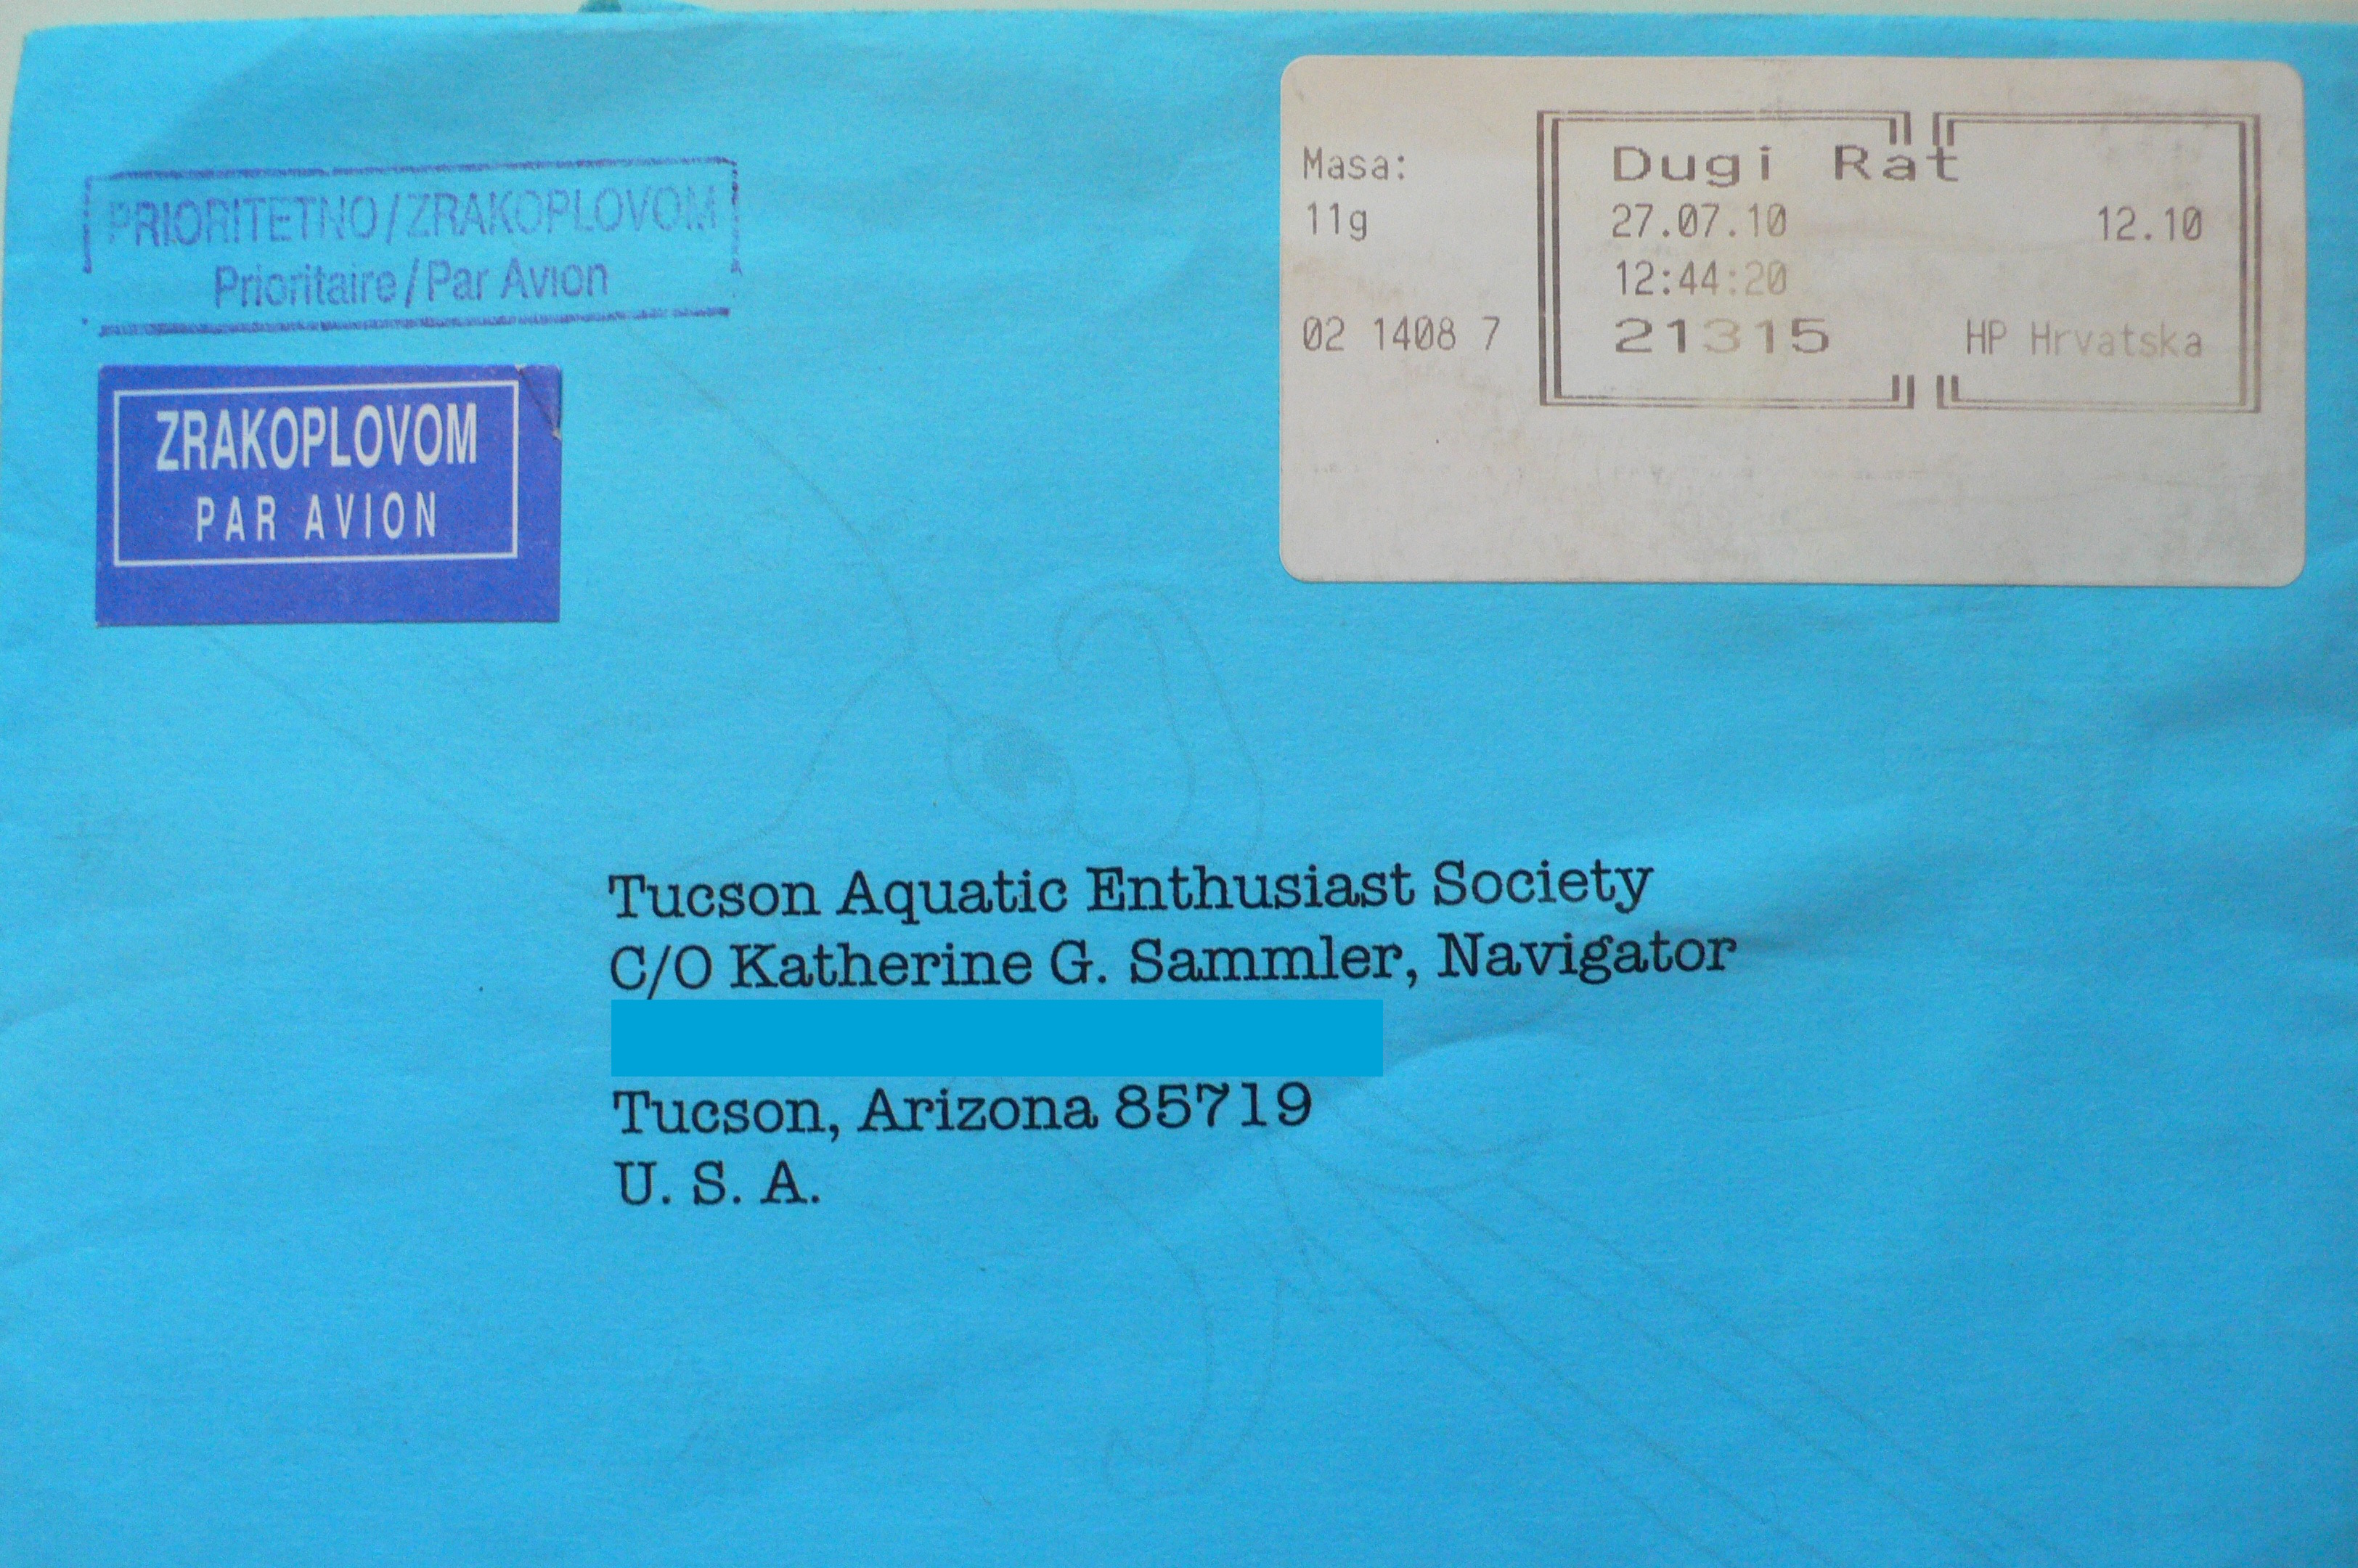 PRIORITETNO/ZRAKOPLOVOM
Prioritaire/Par Avion
ZRAKOPLOVOM
PAR AVION
Masa:
11g
02 1408 7
Dugi Rat
27.07.10
12:44:20
21315
12.10
HP Hrvatska
Tucson Aquatic Enthusiast Society
C/O Katherine G. Sammler, Navigator
Tucson, Arizona 85719
U. S. A.